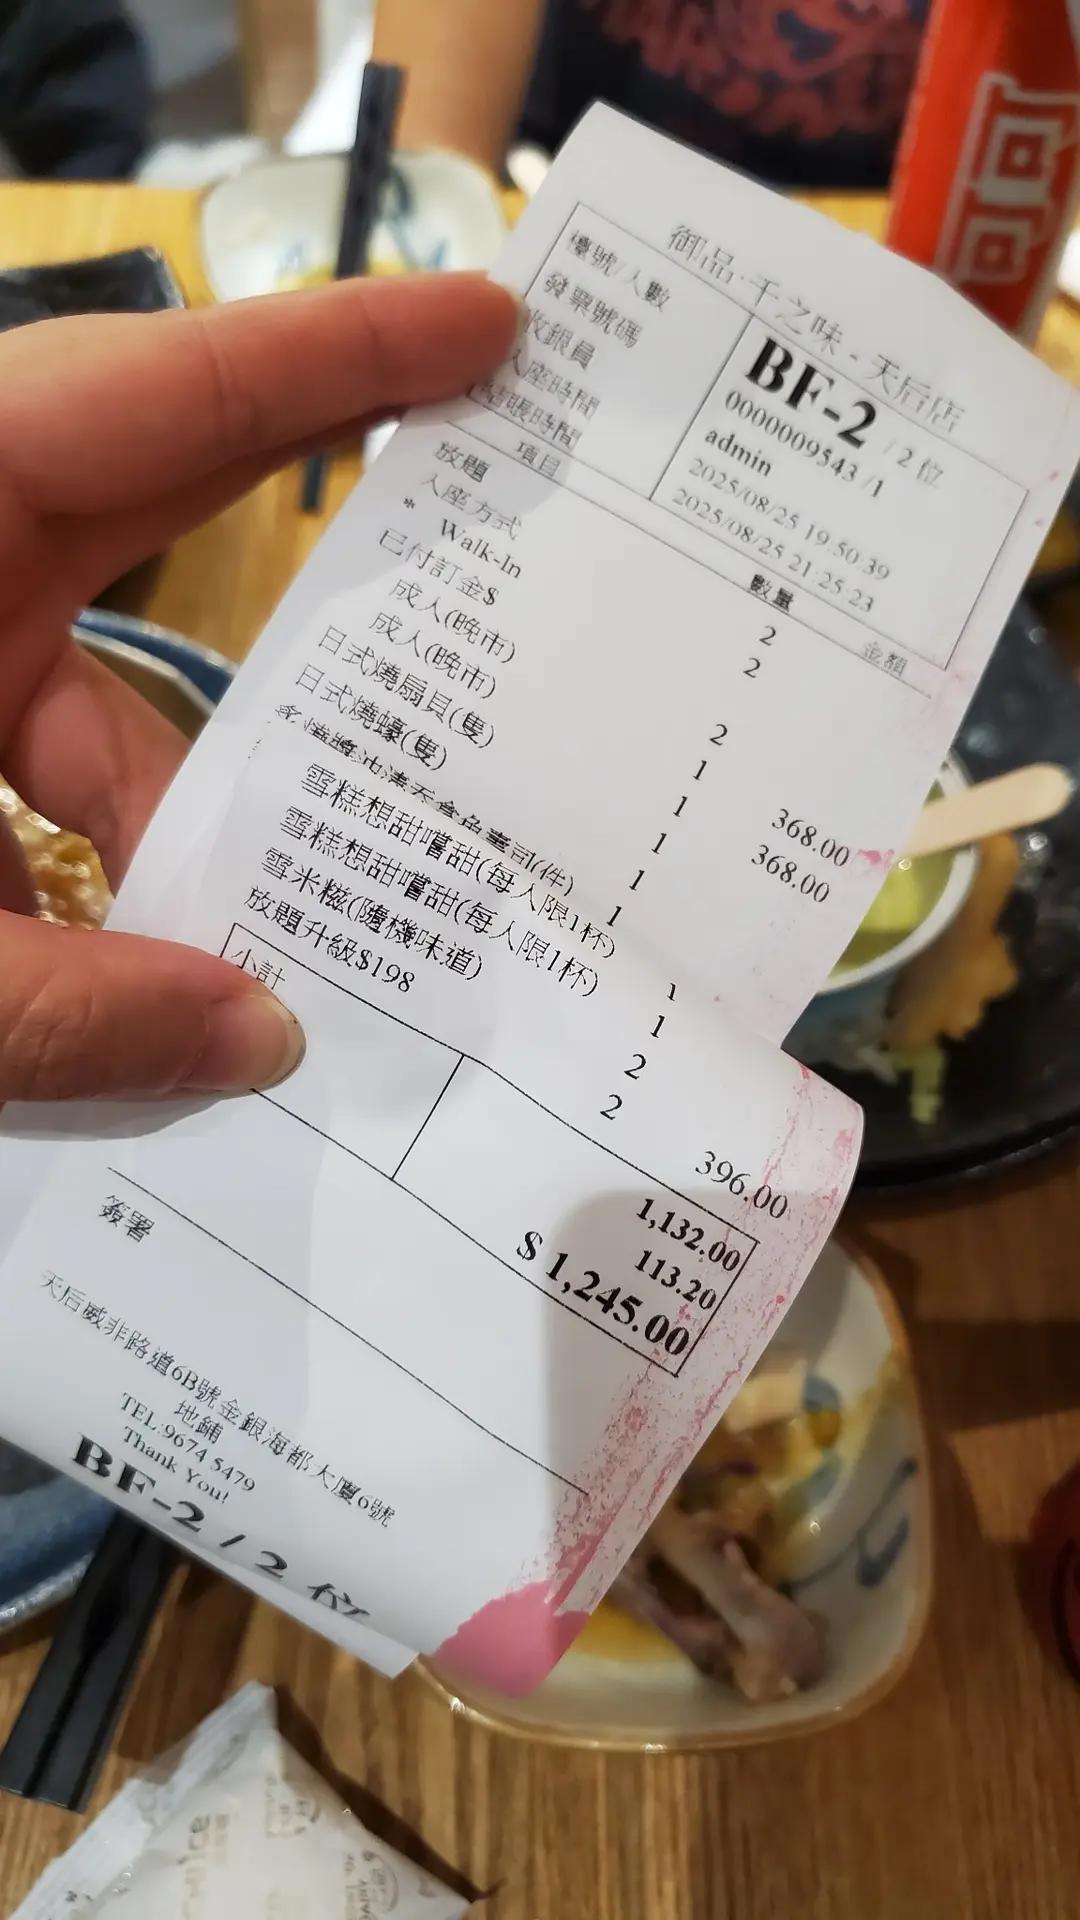 御品·千之味 - 天后店
檯號/人數 BF-2 / 2 位
發票號碼 0000009543 /1
收銀員 admin
入座時間 2025/08/25 19:50:39
結賬時間 2025/08/25 21:25:23
項目 數量 金額
放題 2
入座方式 2
* Walk-In
已付訂金$ 2
成人(晚市) 1 368.00
成人(晚市) 1 368.00
日式燒扇貝(隻) 1
日式燒蠔(隻) 1
壽司(件) 1
雪糕想甜嚐甜(每人限1杯) 1
雪糕想甜嚐甜(每人限1杯) 1
雪米糍(隨機味道) 2
放題升級$198 2 396.00
小計 1,132.00
113.20
$ 1,245.00
簽署
天后威非路道6B號金銀海都大廈6號
地鋪
TEL:9674 5479
Thank You!
BF-2 / 2 位